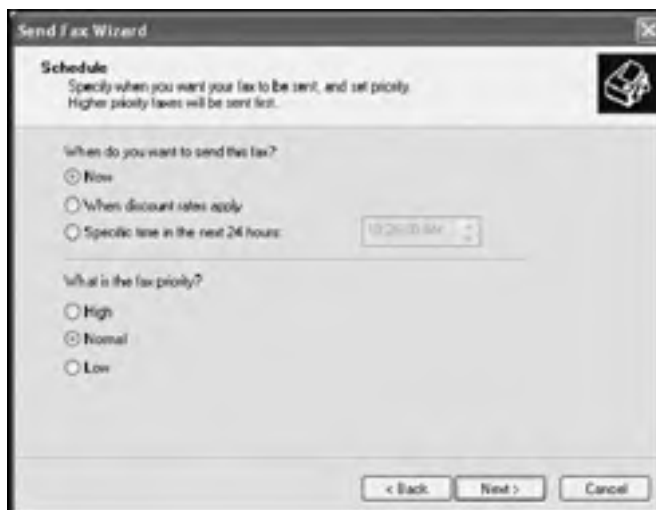 Send Fax Wizard
Schedule
Specify when you want your fax to be sent, and set priority.
Higher priority faxes will be sent first.
When do you want to send this fax?
Now
When discount rates apply
Specific time in the next 24 hours:
What is the fax priority?
High
Normal
Low
< Back Next > Cancel